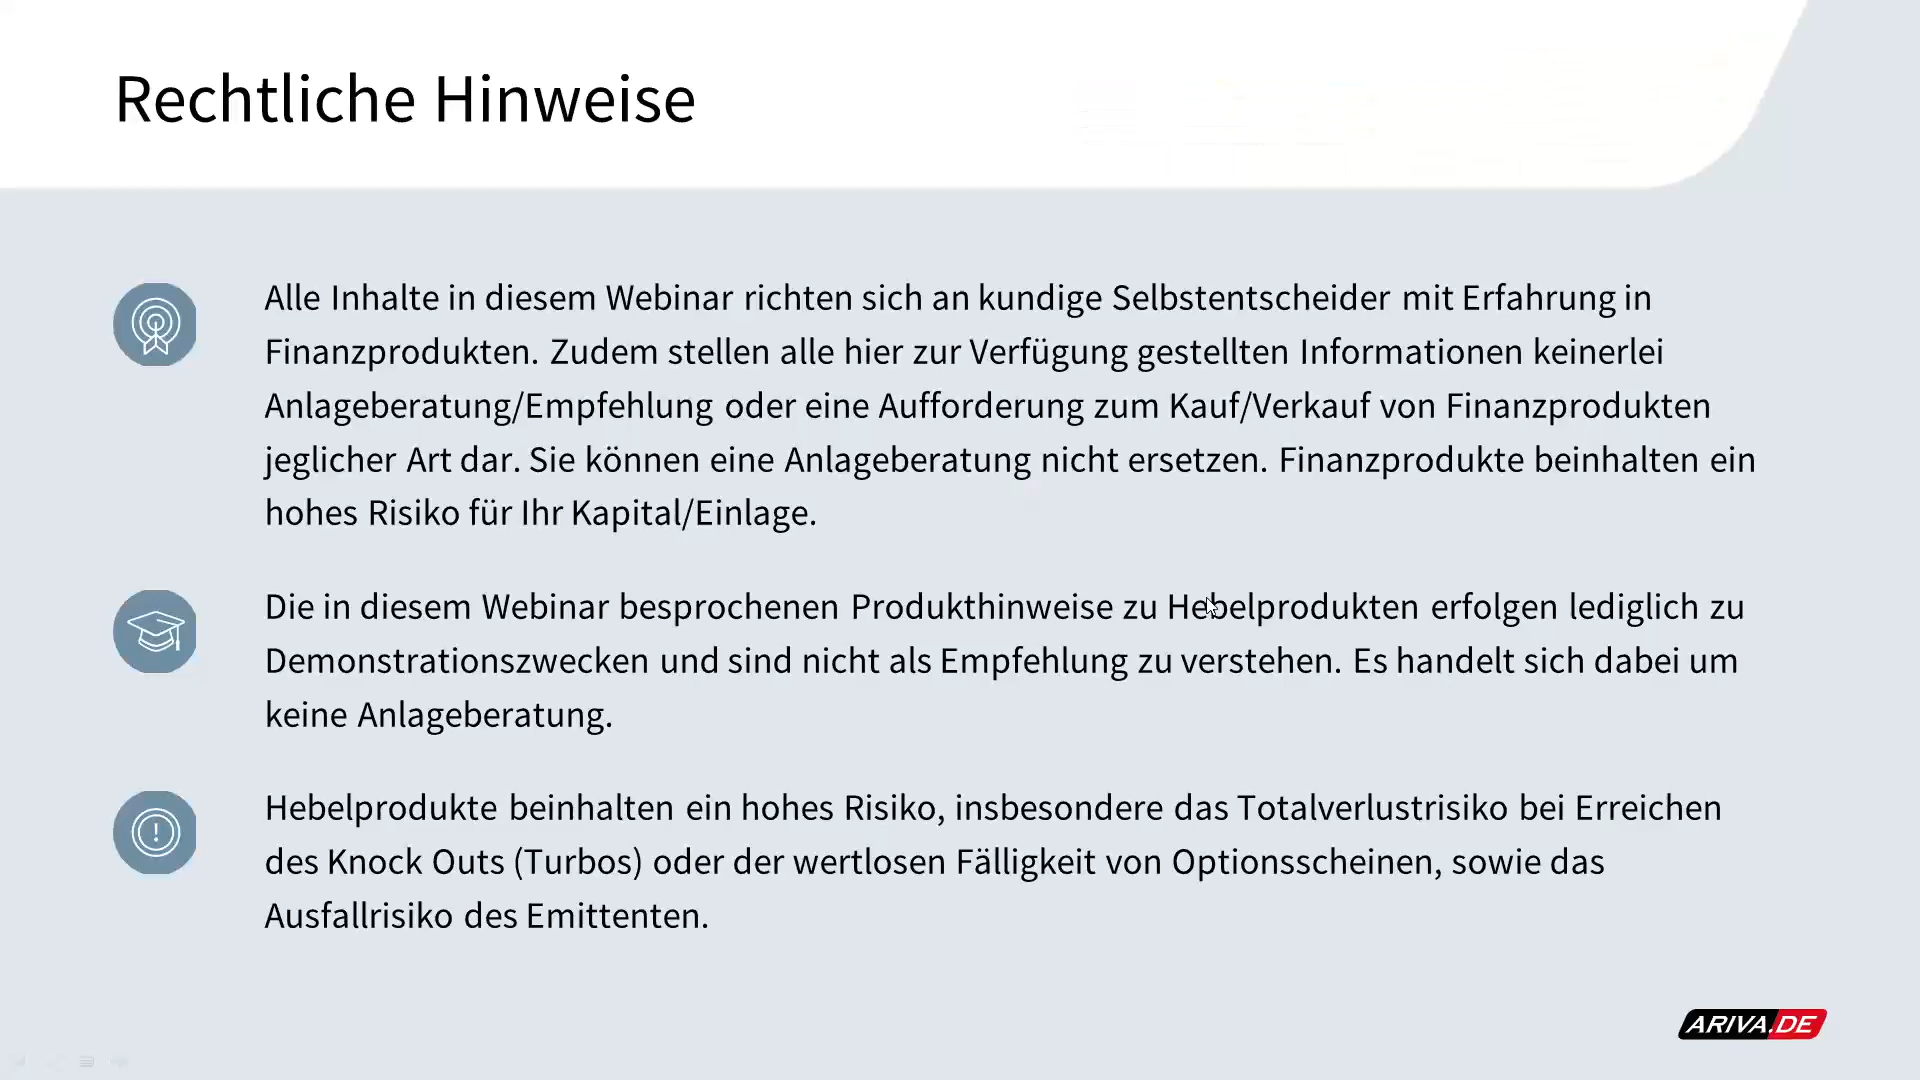 Rechtliche Hinweise
Alle Inhalte in diesem Webinar richten sich an kundige Selbstentscheider mit Erfahrung in
Finanzprodukten. Zudem stellen alle hier zur Verfügung gestellten Informationen keinerlei
Anlageberatung/Empfehlung oder eine Aufforderung zum Kauf/Verkauf von Finanzprodukten
jeglicher Art dar. Sie können eine Anlageberatung nicht ersetzen. Finanzprodukte beinhalten ein
hohes Risiko für Ihr Kapital/Einlage.
Die in diesem Webinar besprochenen Produkthinweise zu Hebelprodukten erfolgen lediglich zu
Demonstrationszwecken und sind nicht als Empfehlung zu verstehen. Es handelt sich dabei um
keine Anlageberatung.
Hebelprodukte beinhalten ein hohes Risiko, insbesondere das Totalverlustrisiko bei Erreichen
des Knock Outs (Turbos) oder der wertlosen Fälligkeit von Optionsscheinen, sowie das
Ausfallrisiko des Emittenten.
ARIVA.DE